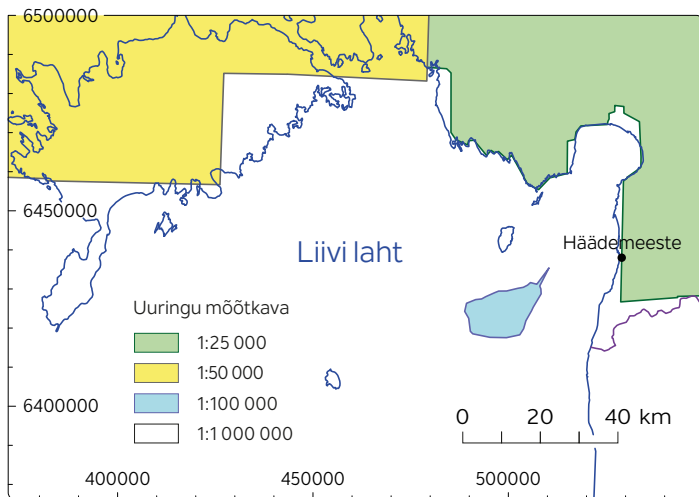 6500000
6450000
6400000
Liivi laht
Häädemeeste
Uuringu mõõtkava
1:25 000
1:50 000
1:100 000
1:1 000 000
0 20 40 km
400000 450000 500000